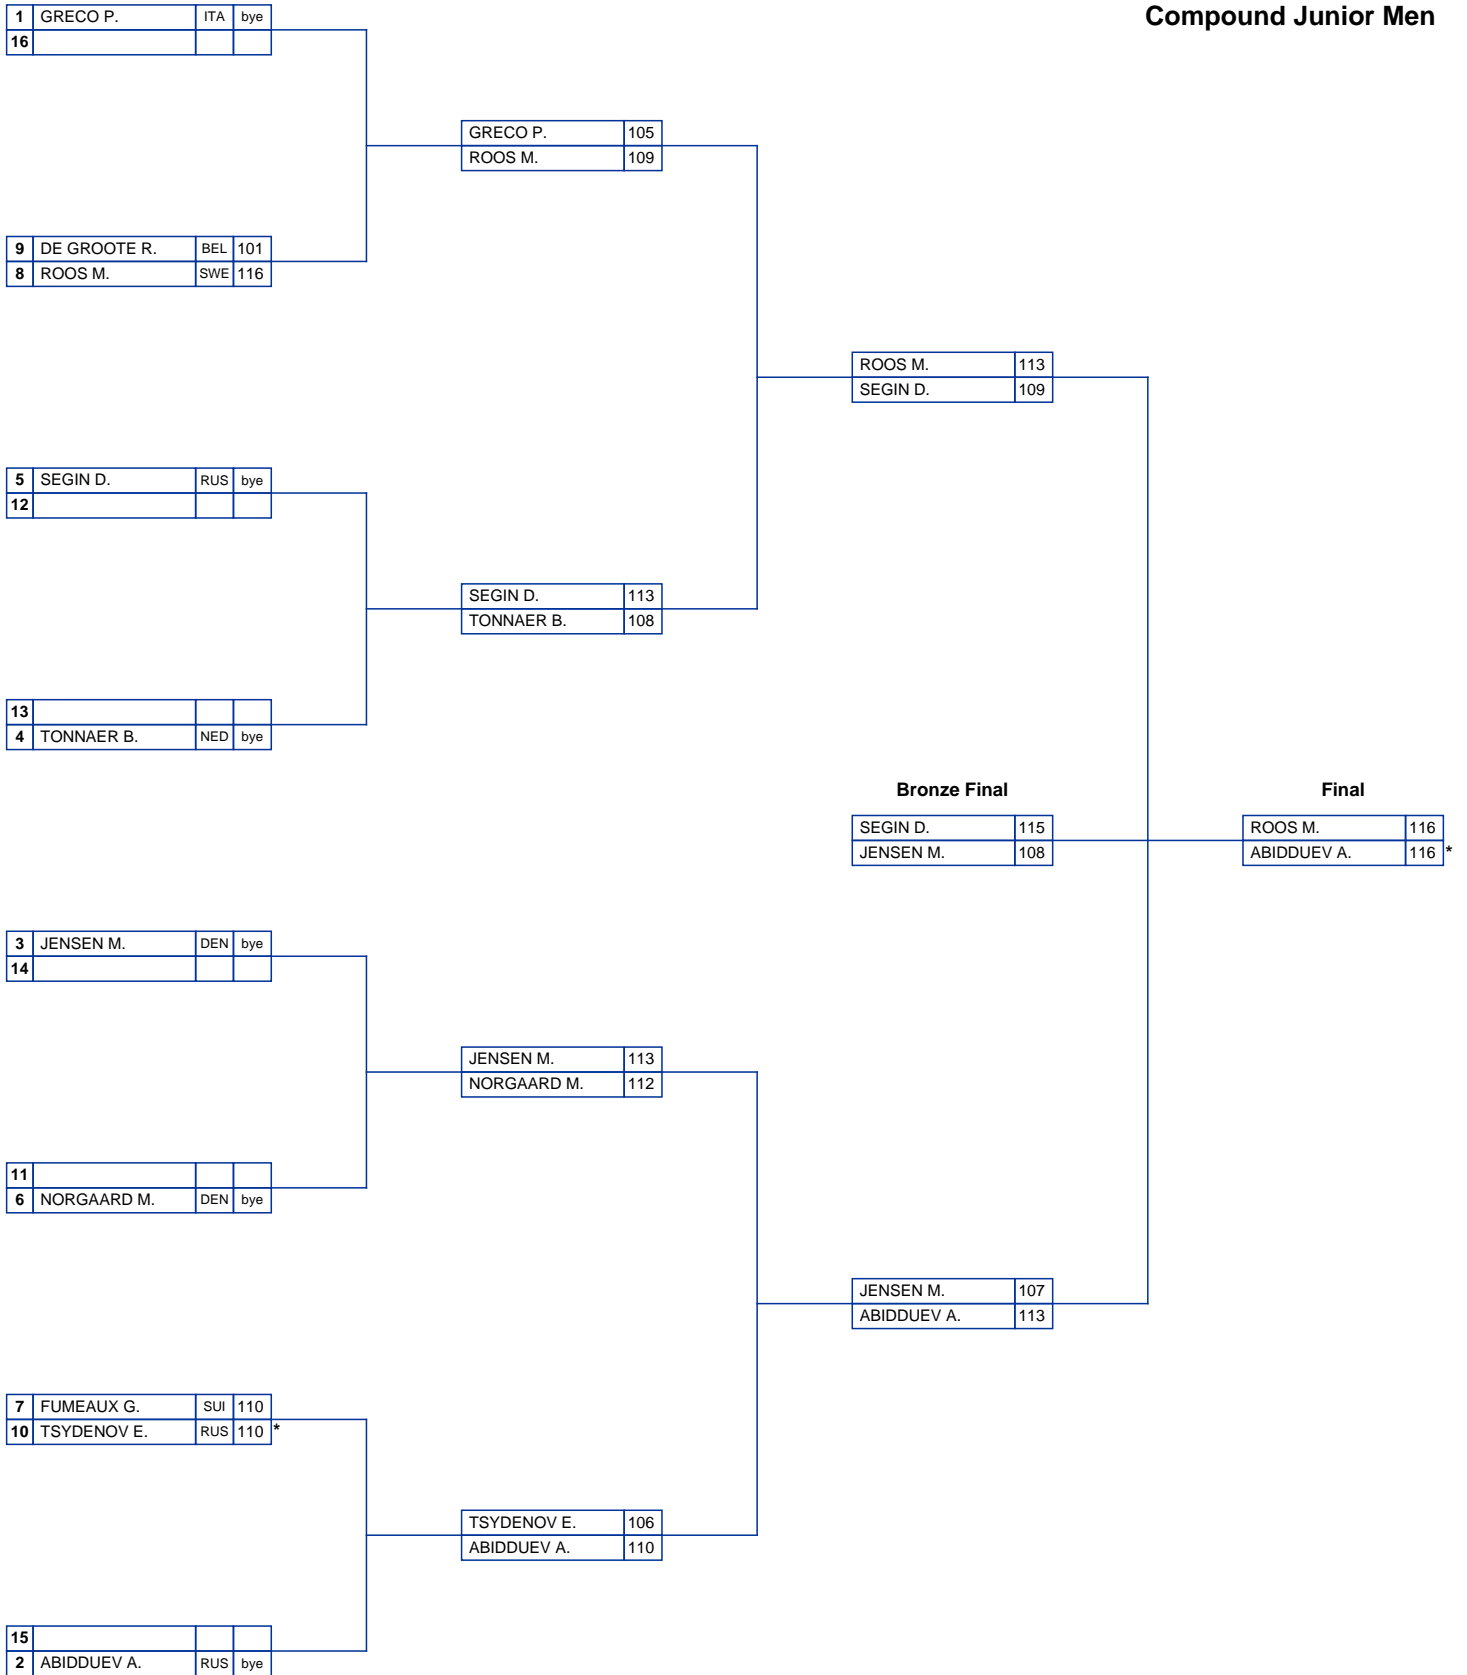 Compound Junior Men
1 GRECO P. ITA bye
16
GRECO P. 105
ROOS M. 109
9 DE GROOTE R. BEL 101
8 ROOS M. SWE 116
ROOS M. 113
SEGIN D. 109
5 SEGIN D. RUS bye
12
SEGIN D. 113
TONNAER B. 108
13
4 TONNAER B. NED bye
Bronze Final Final
SEGIN D. 115 ROOS M. 116
JENSEN M. 108 ABIDDUEV A. 116 *
3 JENSEN M. DEN bye
14
JENSEN M. 113
NORGAARD M. 112
11
6 NORGAARD M. DEN bye
JENSEN M. 107
ABIDDUEV A. 113
7 FUMEAUX G. SUI 110
10 TSYDENOV E. RUS 110 *
TSYDENOV E. 106
ABIDDUEV A. 110
15
2 ABIDDUEV A. RUS bye